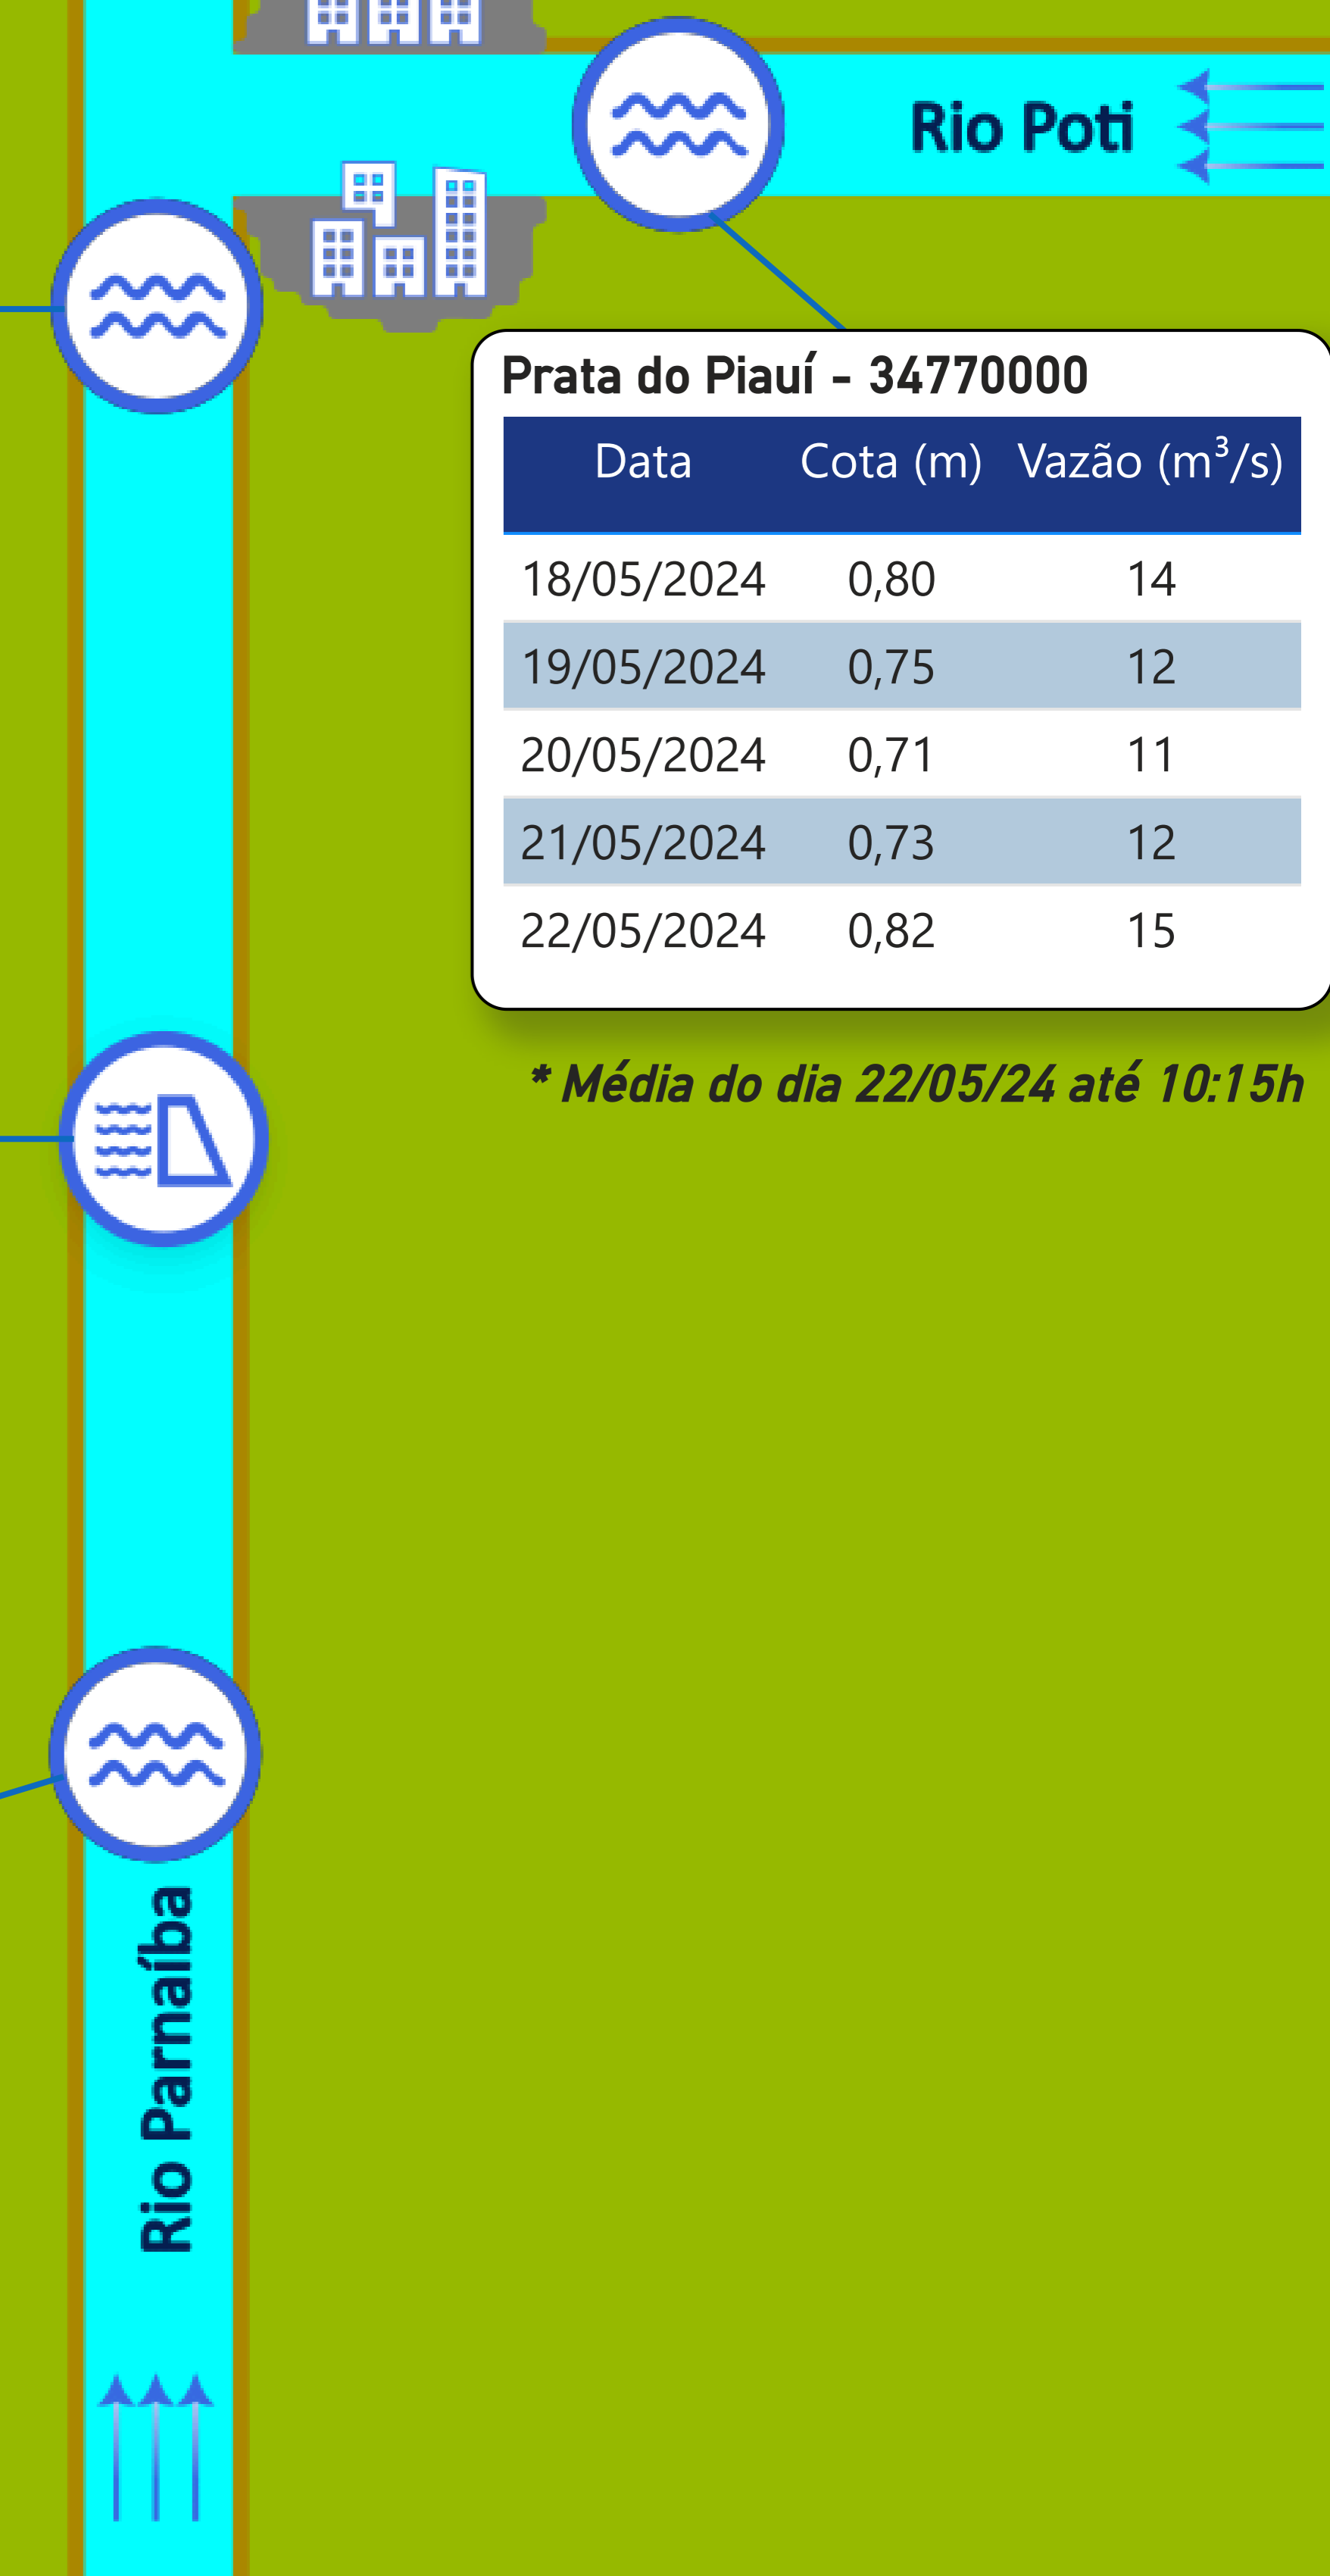 Rio Poti
Prata do Piauí - 34770000
Data Cota (m) Vazão (m³/s)
18/05/2024 0,80 14
19/05/2024 0,75 12
20/05/2024 0,71 11
21/05/2024 0,73 12
22/05/2024 0,82 15
* Média do dia 22/05/24 até 10:15h
Rio Parnaíba